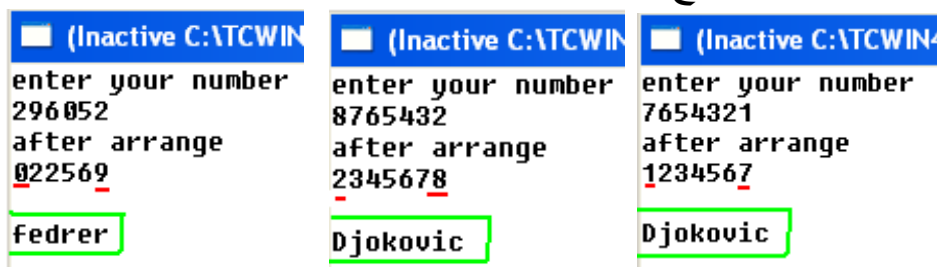 (Inactive C:\TCWIN
enter your number
296052
after arrange
022569
fedrer
(Inactive C:\TCWIN
enter your number
8765432
after arrange
2345678
Djokovic
(Inactive C:\TCWIN4
enter your number
7654321
after arrange
1234567
Djokovic